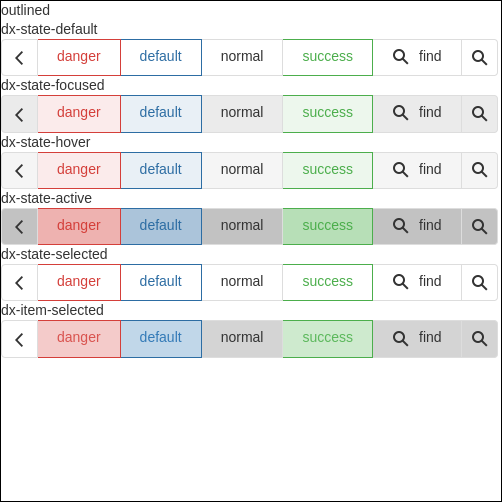 outlined
dx-state-default
danger default normal success find
dx-state-focused
danger default normal success find
dx-state-hover
danger default normal success find
dx-state-active
danger default normal success find
dx-state-selected
danger default normal success find
dx-item-selected
danger default normal success find